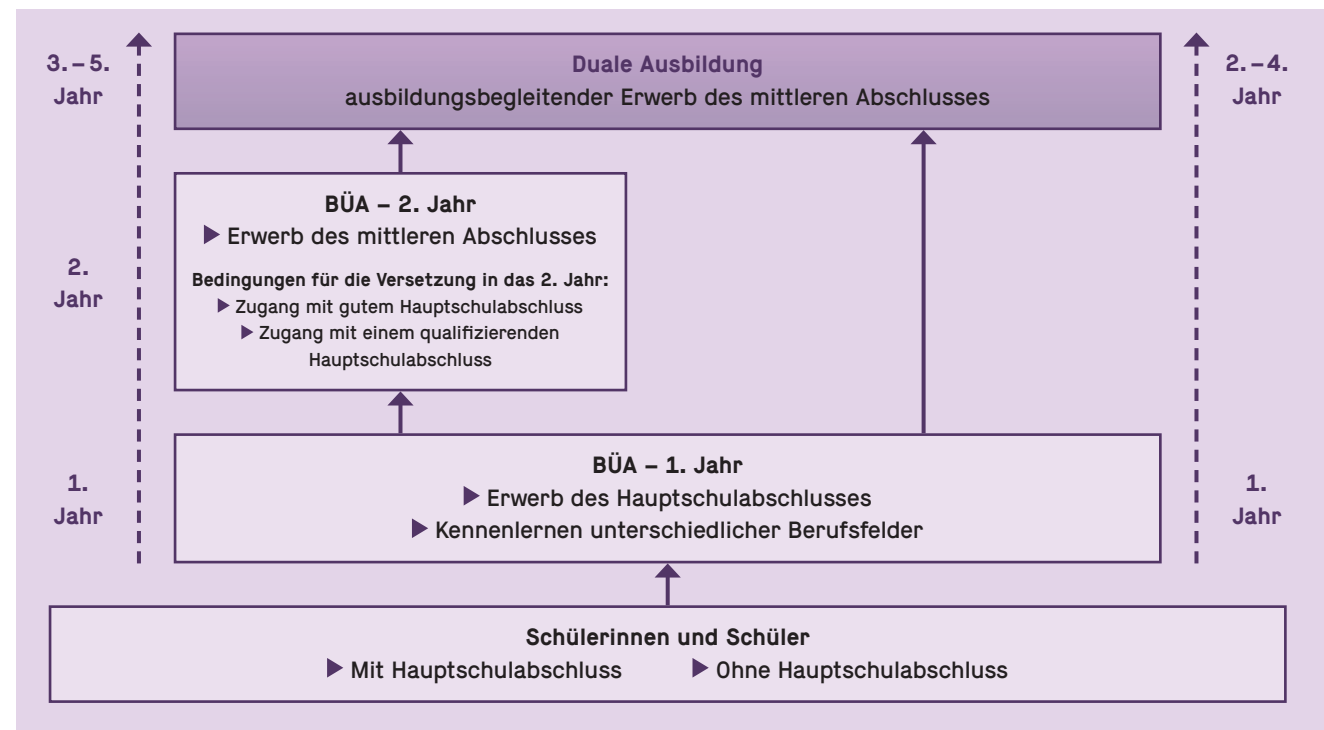 3. – 5.
Jahr
Duale Ausbildung
ausbildungsbegleitender Erwerb des mittleren Abschlusses
2. – 4.
Jahr
BÜA – 2. Jahr
▶ Erwerb des mittleren Abschlusses
Bedingungen für die Versetzung in das 2. Jahr:
▶ Zugang mit gutem Hauptschulabschluss
▶ Zugang mit einem qualifizierenden
Hauptschulabschluss
2.
Jahr
BÜA – 1. Jahr
▶ Erwerb des Hauptschulabschlusses
▶ Kennenlernen unterschiedlicher Berufsfelder
1.
Jahr
1.
Jahr
Schülerinnen und Schüler
▶ Mit Hauptschulabschluss ▶ Ohne Hauptschulabschluss